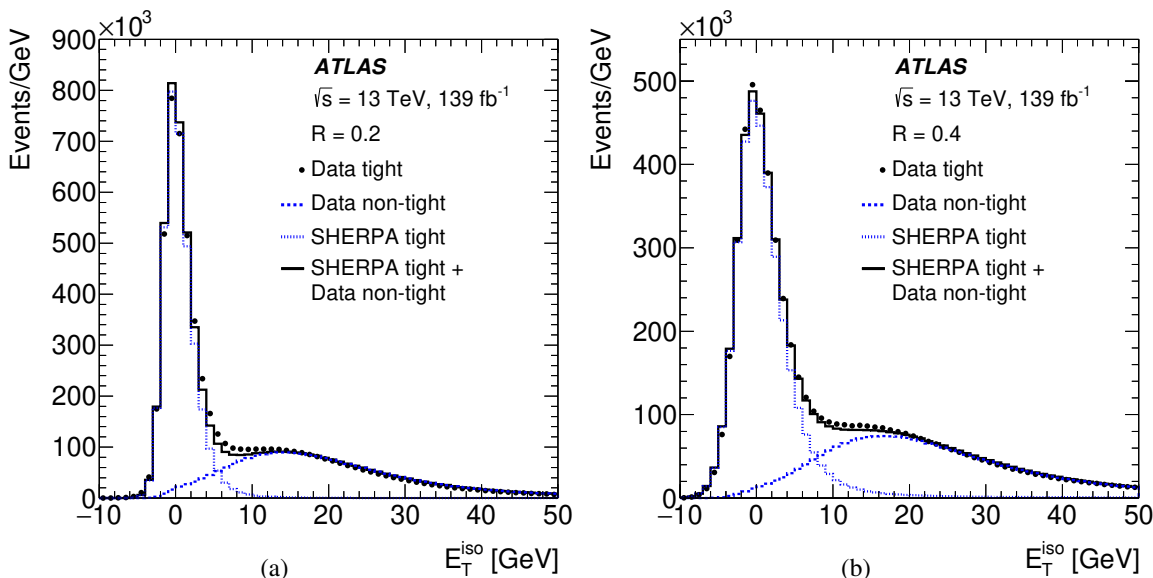 ×10³
Events/GeV
900
800
700
600
500
400
300
200
100
0
−10 0 10 20 30 40 50
E_T^iso [GeV]
ATLAS
√s = 13 TeV, 139 fb⁻¹
R = 0.2
Data tight
Data non-tight
SHERPA tight
SHERPA tight +
Data non-tight
(a)
×10³
Events/GeV
500
400
300
200
100
0
−10 0 10 20 30 40 50
E_T^iso [GeV]
ATLAS
√s = 13 TeV, 139 fb⁻¹
R = 0.4
Data tight
Data non-tight
SHERPA tight
SHERPA tight +
Data non-tight
(b)